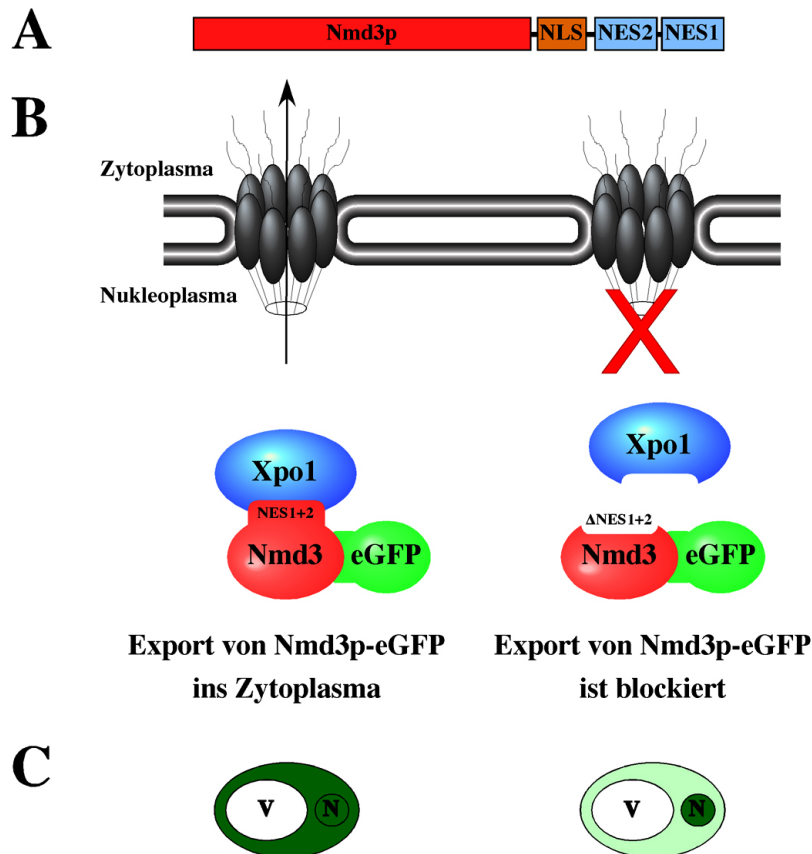 A
Nmd3p NLS NES2 NES1
B
Zytoplasma
Nukleoplasma
Xpo1
NES1+2
Nmd3 eGFP
Export von Nmd3p-eGFP
ins Zytoplasma
Xpo1
ΔNES1+2
Nmd3 eGFP
Export von Nmd3p-eGFP
ist blockiert
C
V N
V N